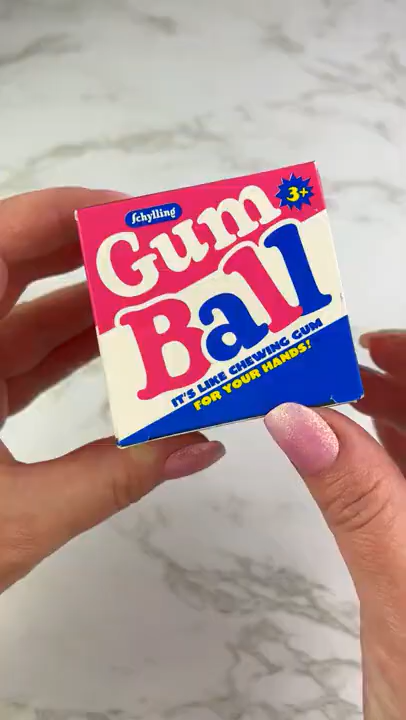 Schylling
3+
Gum
Ball
IT'S LIKE CHEWING GUM
FOR YOUR HANDS!